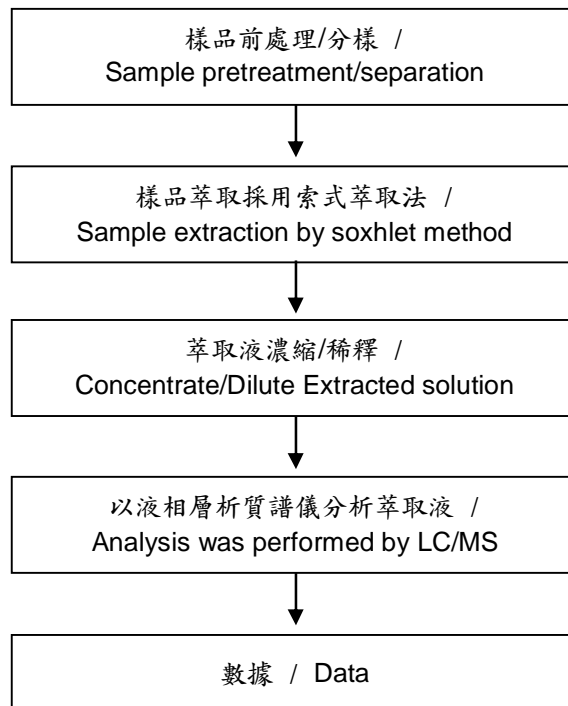 樣品前處理/分樣 /
Sample pretreatment/separation
樣品萃取採用索式萃取法 /
Sample extraction by soxhlet method
萃取液濃縮/稀釋 /
Concentrate/Dilute Extracted solution
以液相層析質譜儀分析萃取液 /
Analysis was performed by LC/MS
數據 / Data